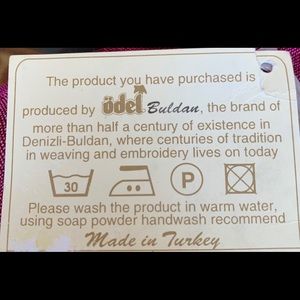 The product you have purchased is
produced by ödel Buldan, the brand of
more than half a century of existence in
Denizli-Buldan, where centuries of tradition
in weaving and embroidery lives on today
30 P
Please wash the product in warm water,
using soap powder handwash recommend
Made in Turkey